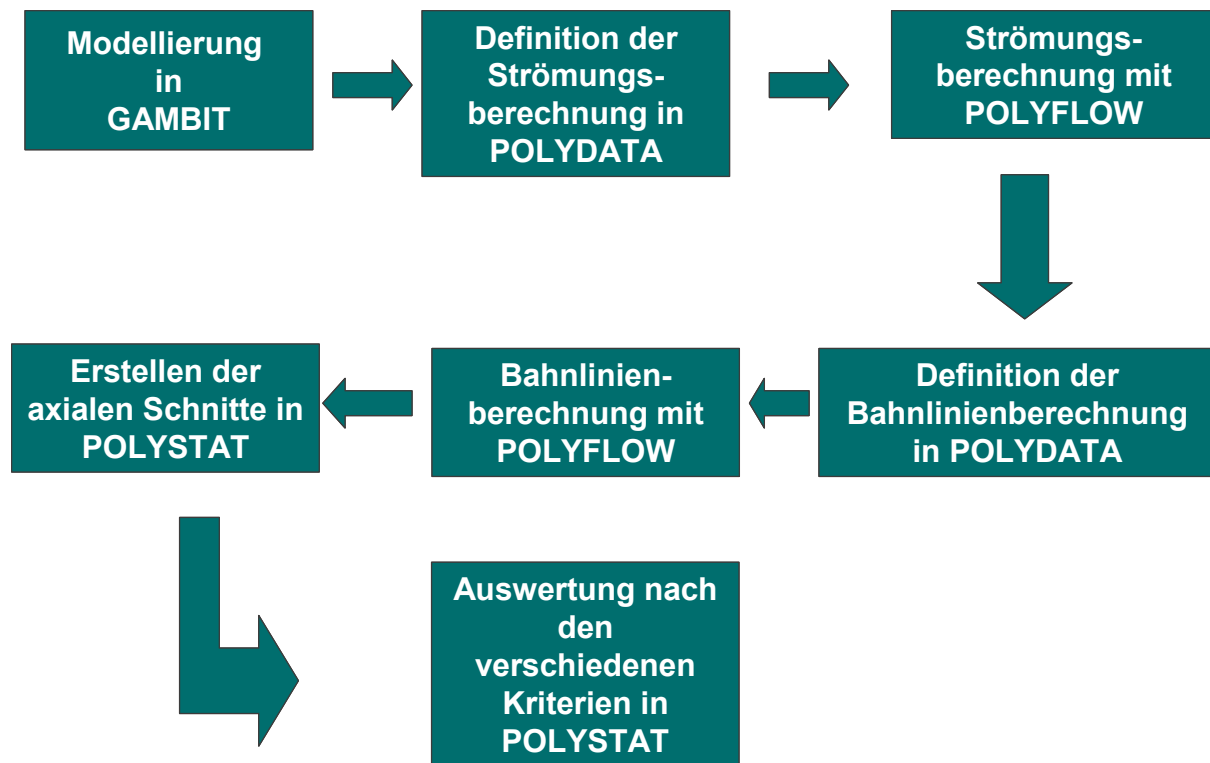 Modellierung
in
GAMBIT
Definition der
Strömungs-
berechnung in
POLYDATA
Strömungs-
berechnung mit
POLYFLOW
Definition der
Bahnlinienberechnung
in POLYDATA
Bahnlinien-
berechnung mit
POLYFLOW
Erstellen der
axialen Schnitte in
POLYSTAT
Auswertung nach
den
verschiedenen
Kriterien in
POLYSTAT